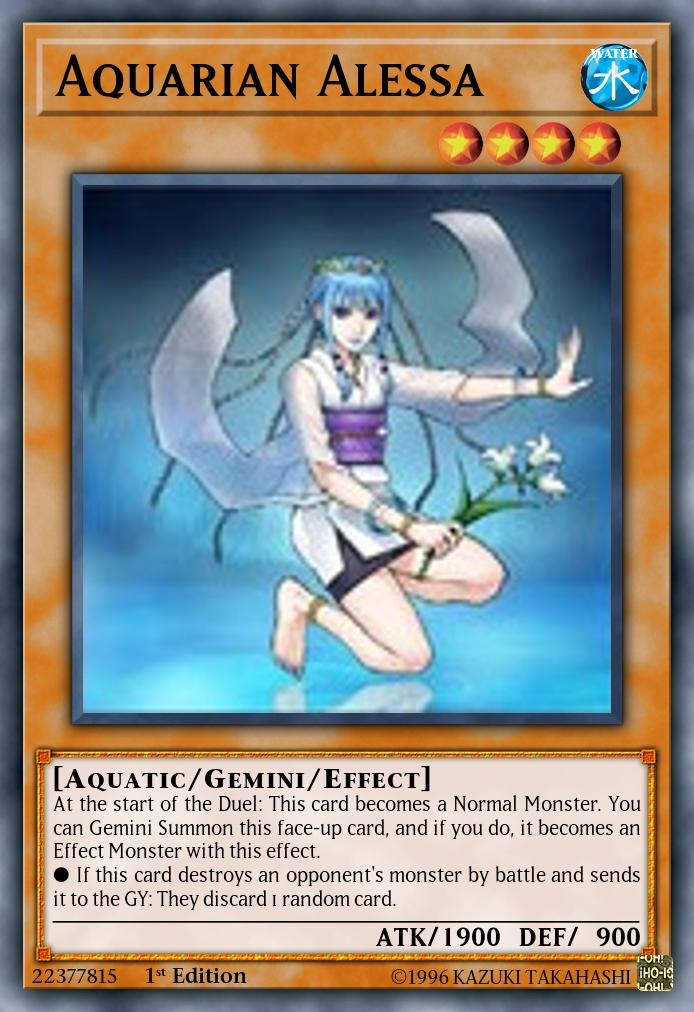 Aquarian Alessa
WATER
水
[Aquatic/Gemini/Effect]
At the start of the Duel: This card becomes a Normal Monster. You
can Gemini Summon this face-up card, and if you do, it becomes an
Effect Monster with this effect.
● If this card destroys an opponent's monster by battle and sends
it to the GY: They discard 1 random card.
ATK/1900 DEF/ 900
22377815 1st Edition ©1996 KAZUKI TAKAHASHI